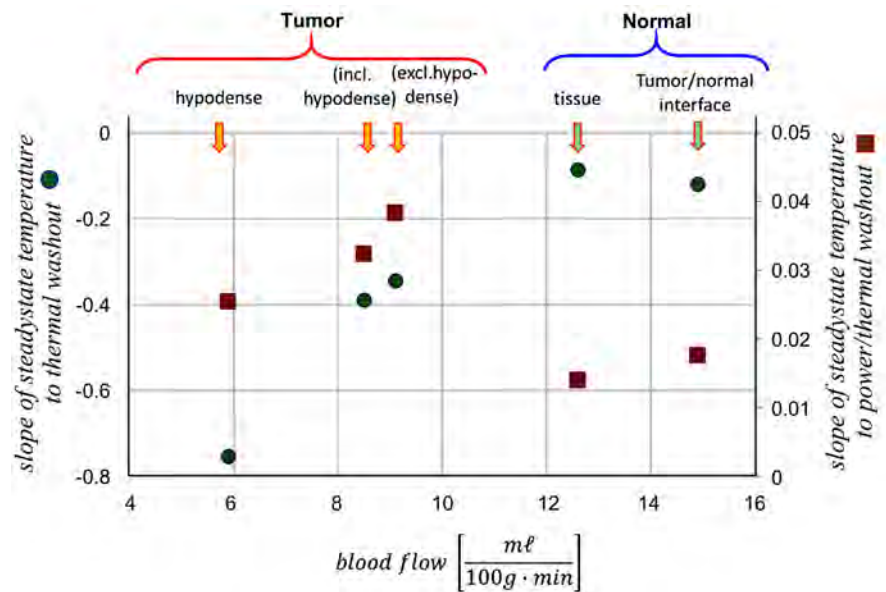 Tumor
Normal
hypodense
(incl.
hypodense)
(excl.hypo-
dense)
tissue
Tumor/normal
interface
slope of steadystate temperature
to thermal washout
0
-0.2
-0.4
-0.6
-0.8
0.05
0.04
0.03
0.02
0.01
0
slope of steadystate temperature
to power/thermal washout
4 6 8 10 12 14 16
blood flow [mℓ / 100g · min]